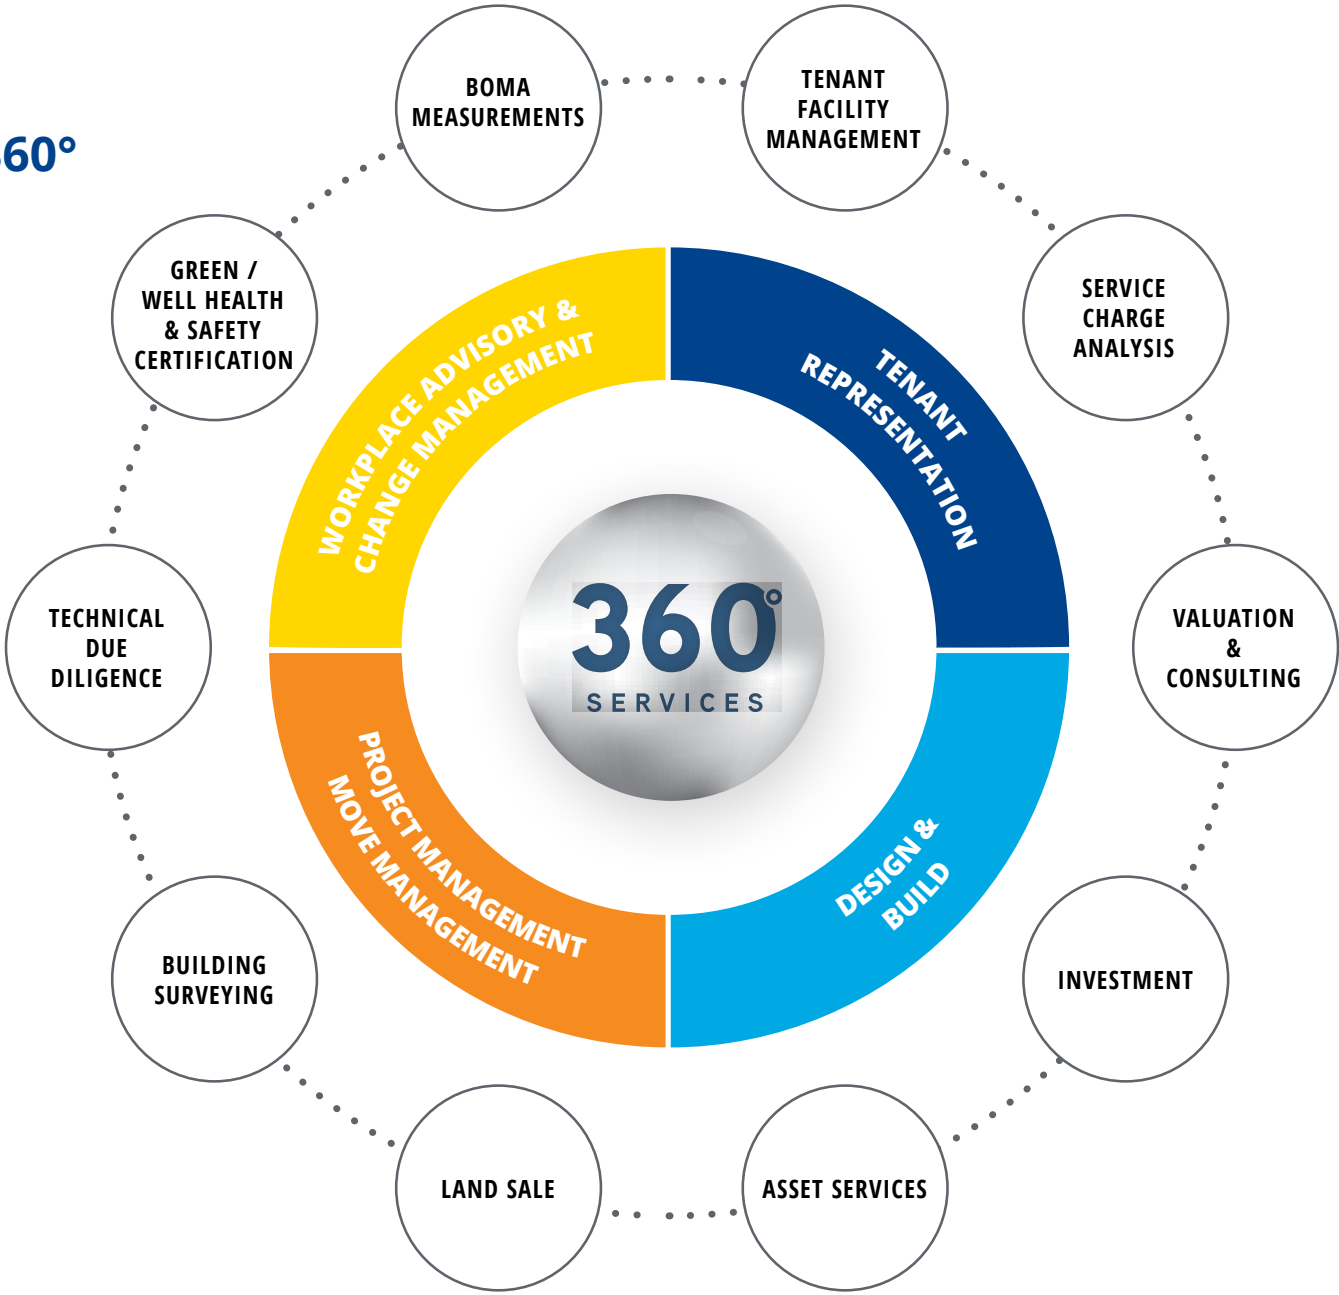 60°
BOMA
MEASUREMENTS
TENANT
FACILITY
MANAGEMENT
GREEN /
WELL HEALTH
& SAFETY
CERTIFICATION
SERVICE
CHARGE
ANALYSIS
WORKPLACE ADVISORY &
CHANGE MANAGEMENT
TENANT
REPRESENTATION
TECHNICAL
DUE
DILIGENCE
360°
SERVICES
VALUATION
&
CONSULTING
PROJECT MANAGEMENT
MOVE MANAGEMENT
DESIGN &
BUILD
BUILDING
SURVEYING
INVESTMENT
LAND SALE
ASSET SERVICES